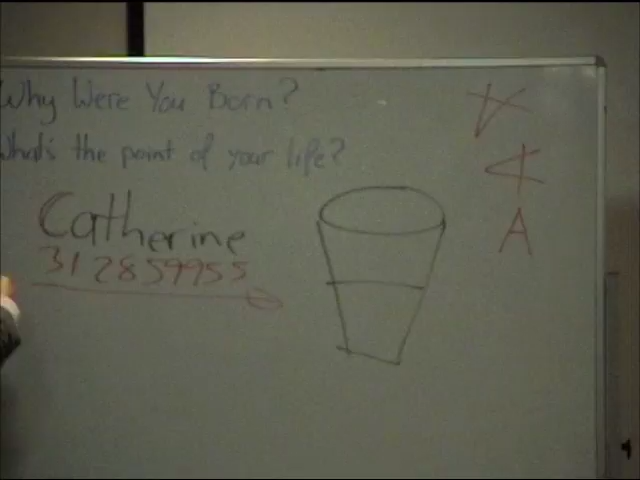 Why Were You Born?
What's the point of your life?
Catherine
312859955
A